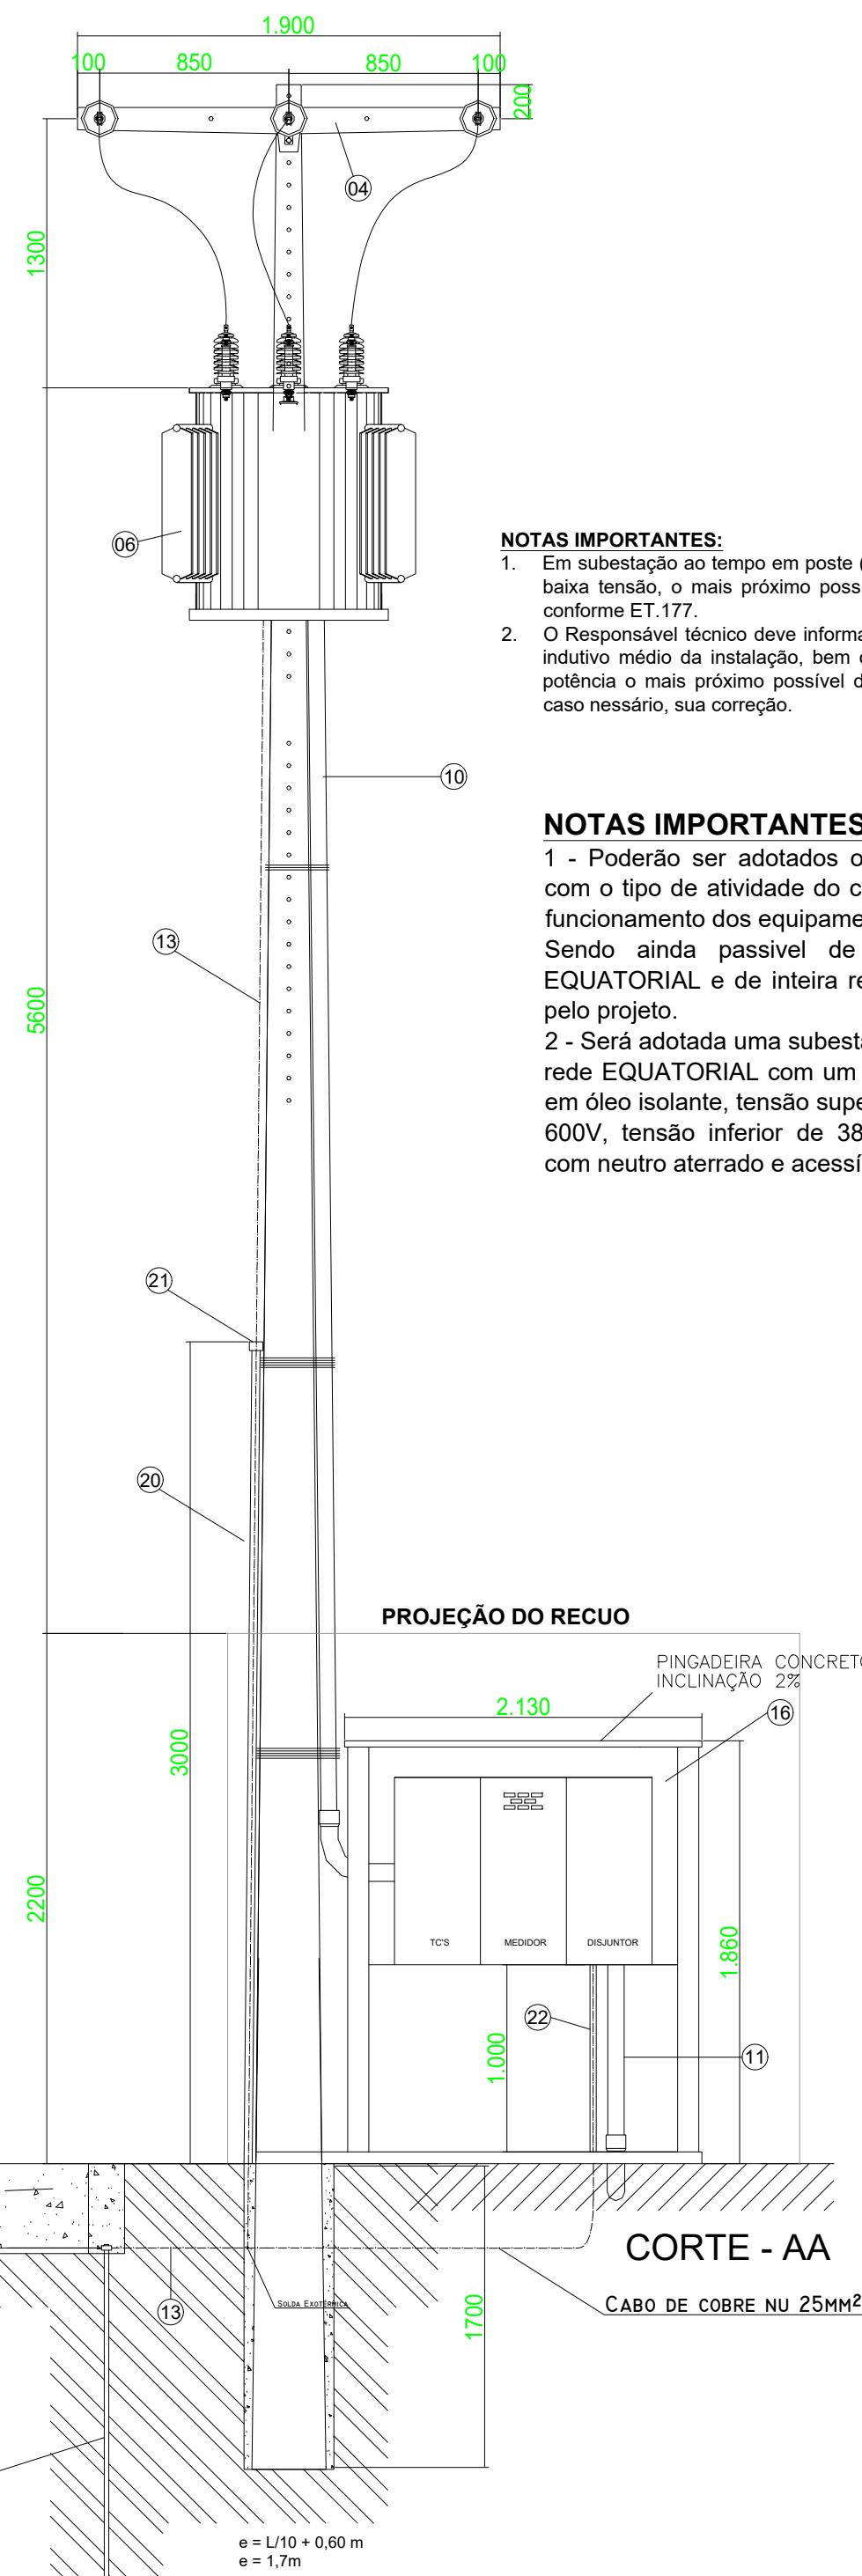 1.900
100
850
850
100
200
04
1300
06
NOTAS IMPORTANTES:
1. Em subestação ao tempo em poste (
baixa tensão, o mais próximo poss
conforme ET.177.
2. O Responsável técnico deve informa
indutivo médio da instalação, bem
potência o mais próximo possível d
caso nessário, sua correção.
10
NOTAS IMPORTANTES
1 - Poderão ser adotados o
com o tipo de atividade do c
funcionamento dos equipame
Sendo ainda passivel de
EQUATORIAL e de inteira re
pelo projeto.
2 - Será adotada uma subesta
rede EQUATORIAL com um
em óleo isolante, tensão supe
600V, tensão inferior de 38
com neutro aterrado e acessí
13
5600
21
20
PROJEÇÃO DO RECUO
PINGADEIRA CONCRETO
INCLINAÇÃO 2%
2.130
16
3000
2200
TC'S
MEDIDOR
DISJUNTOR
1.860
22
1.000
11
CORTE - AA
13
SOLDA EXOTÉRMICA
CABO DE COBRE NU 25MM²
1700
e = L/10 + 0,60 m
e = 1,7m